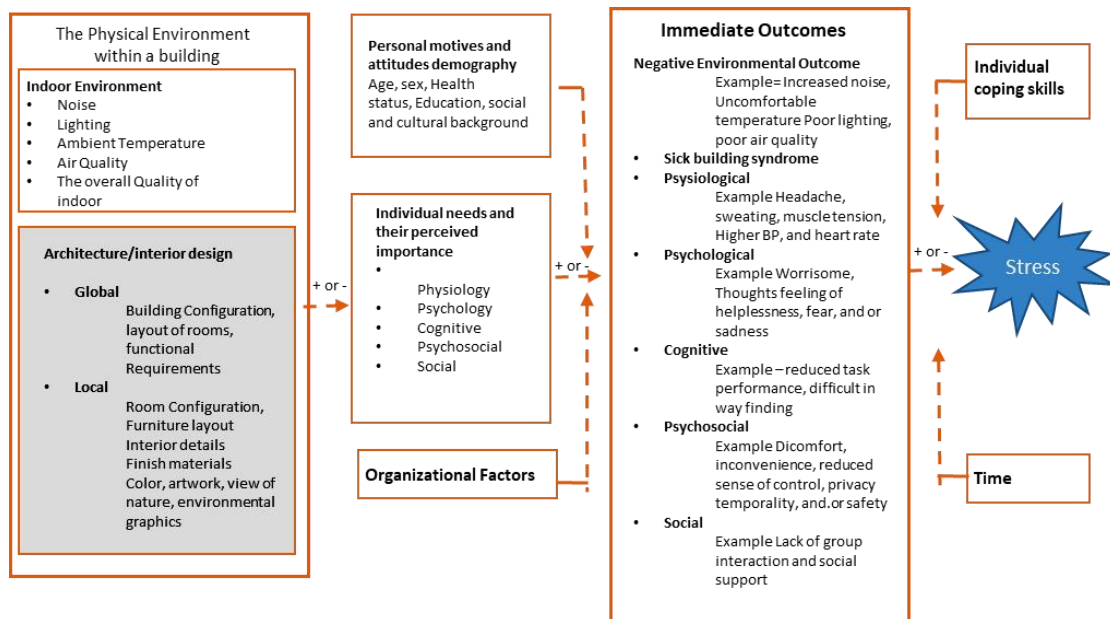 The Physical Environment
within a building
Indoor Environment
• Noise
• Lighting
• Ambient Temperature
• Air Quality
• The overall Quality of
indoor
Architecture/interior design
• Global
Building Configuration,
layout of rooms,
functional
Requirements
• Local
Room Configuration,
Furniture layout
Interior details
Finish materials
Color, artwork, view of
nature, environmental
graphics
+ or -
Personal motives and
attitudes demography
Age, sex, Health
status, Education, social
and cultural background
Individual needs and
their perceived
importance
•
Physiology
• Psychology
• Cognitive
• Psychosocial
• Social
Organizational Factors
+ or -
Immediate Outcomes
Negative Environmental Outcome
Example= Increased noise,
Uncomfortable
temperature Poor lighting,
poor air quality
• Sick building syndrome
• Psysiological
Example Headache,
sweating, muscle tension,
Higher BP, and heart rate
• Psychological
Example Worrisome,
Thoughts feeling of
helplessness, fear, and or
sadness
• Cognitive
Example – reduced task
performance, difficult in
way finding
• Psychosocial
Example Dicomfort,
inconvenience, reduced
sense of control, privacy
temporality, and.or safety
• Social
Example Lack of group
interaction and social
support
+ or -
Individual
coping skills
Stress
Time